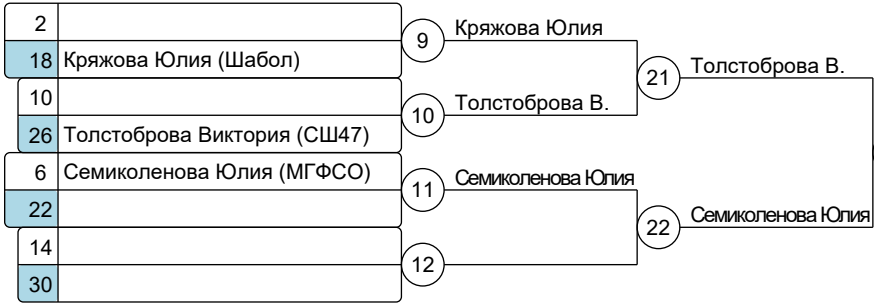 2
18 Кряжова Юлия (Шабол)
10
26 Толстоброва Виктория (СШ47)
6 Семиколенова Юлия (МГФСО)
22
14
30
9 Кряжова Юлия
10 Толстоброва В.
11 Семиколенова Юлия
12
21 Толстоброва В.
22 Семиколенова Юлия